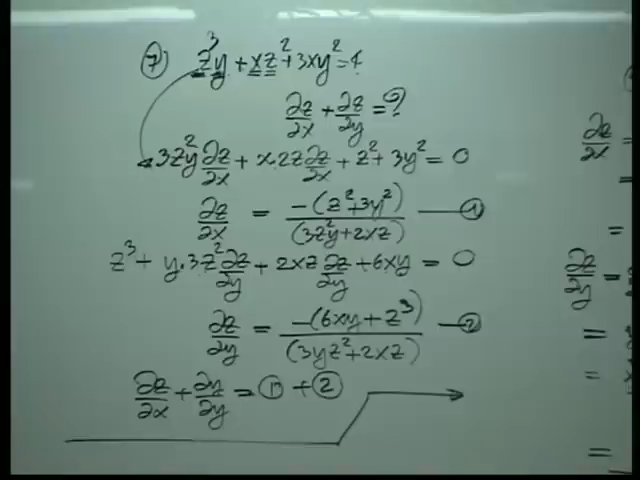 ⑦ z³y + xz² + 3xy² = 4
∂z/∂x + ∂z/∂y = ?
3zy² ∂z/∂x + x·2z ∂z/∂x + z² + 3y² = 0
∂z/∂x = -(z²+3y²)/(3z²y+2xz) — ①
z³ + y·3z² ∂z/∂y + 2xz ∂z/∂y + 6xy = 0
∂z/∂y = -(6xy+z³)/(3yz²+2xz) — ②
∂z/∂x + ∂y/∂y = ① + ②
∂z/∂x =
=
∂z/∂y =
=
=
=